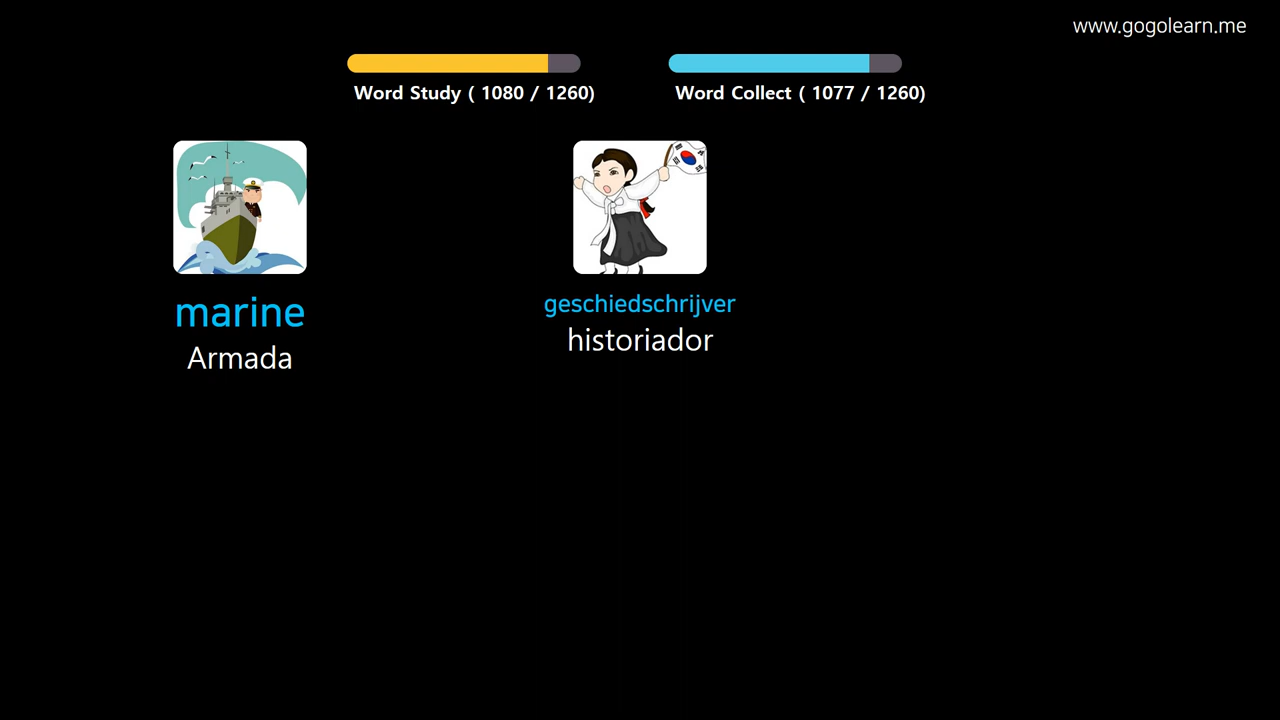 www.gogolearn.me
Word Study ( 1080 / 1260)
Word Collect ( 1077 / 1260)
marine
Armada
geschiedschrijver
historiador